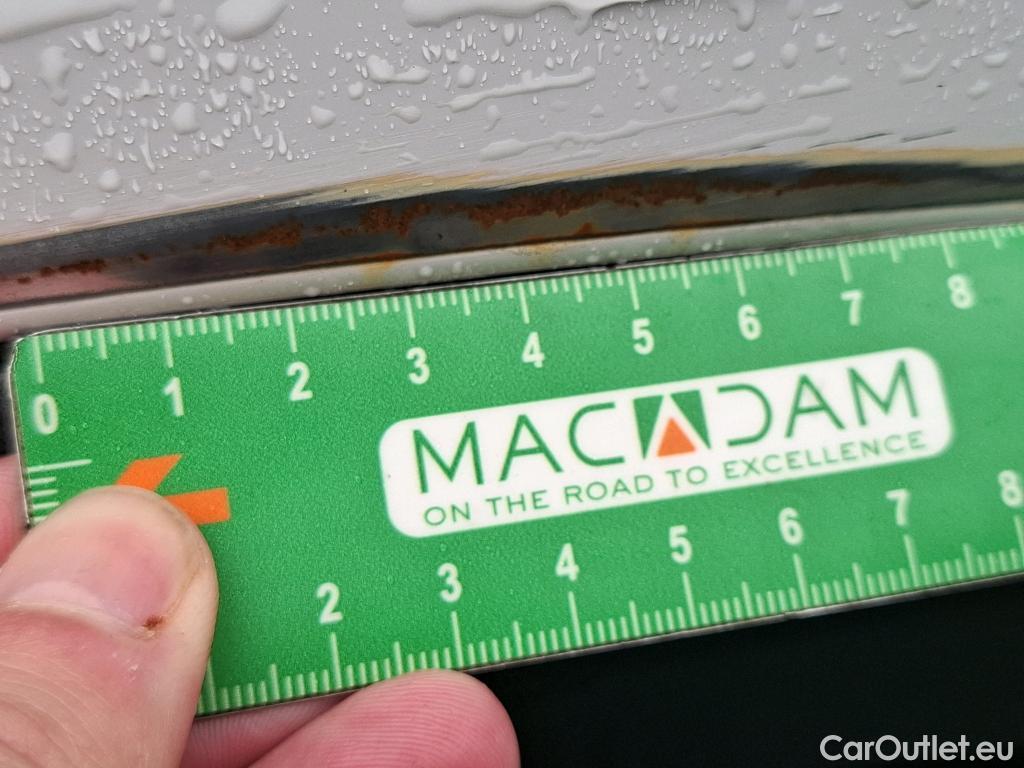 0 1 2 3 4 5 6 7 8
MACADAM
ON THE ROAD TO EXCELLENCE
2 3 4 5 6 7 8
CarOutlet.eu